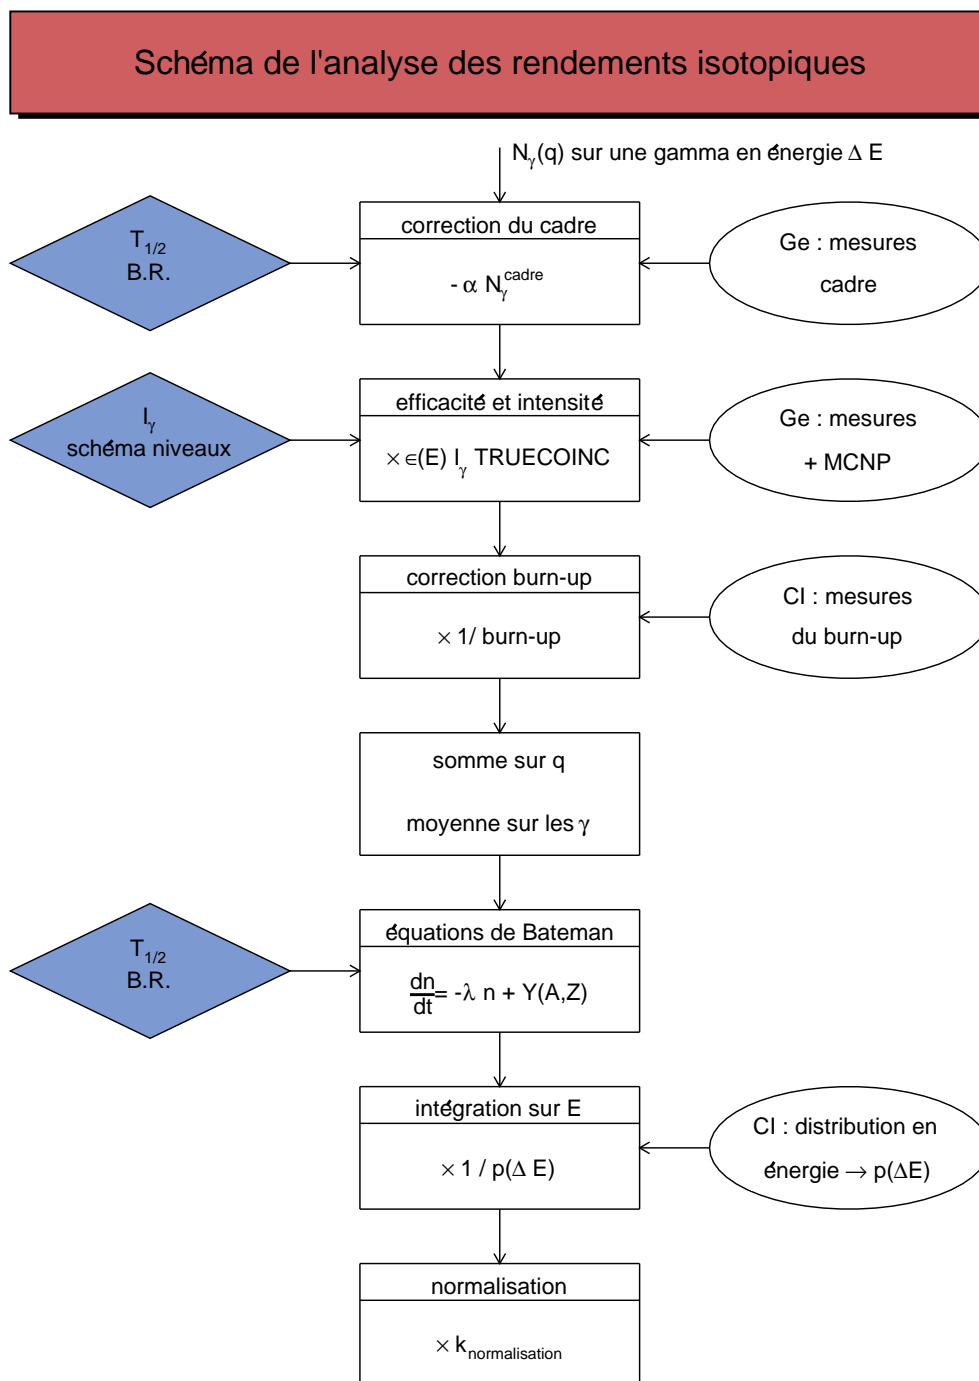 Schéma de l'analyse des rendements isotopiques
Nγ(q) sur une gamma en énergie Δ E
correction du cadre
- α Nγ^cadre
T1/2
B.R.
Ge : mesures
cadre
efficacité et intensité
× ∈(E) Iγ TRUECOINC
Iγ
schéma niveaux
Ge : mesures
+ MCNP
correction burn-up
× 1/ burn-up
CI : mesures
du burn-up
somme sur q
moyenne sur les γ
équations de Bateman
dn/dt = -λ n + Y(A,Z)
T1/2
B.R.
intégration sur E
× 1 / p(Δ E)
CI : distribution en
énergie → p(ΔE)
normalisation
× k normalisation